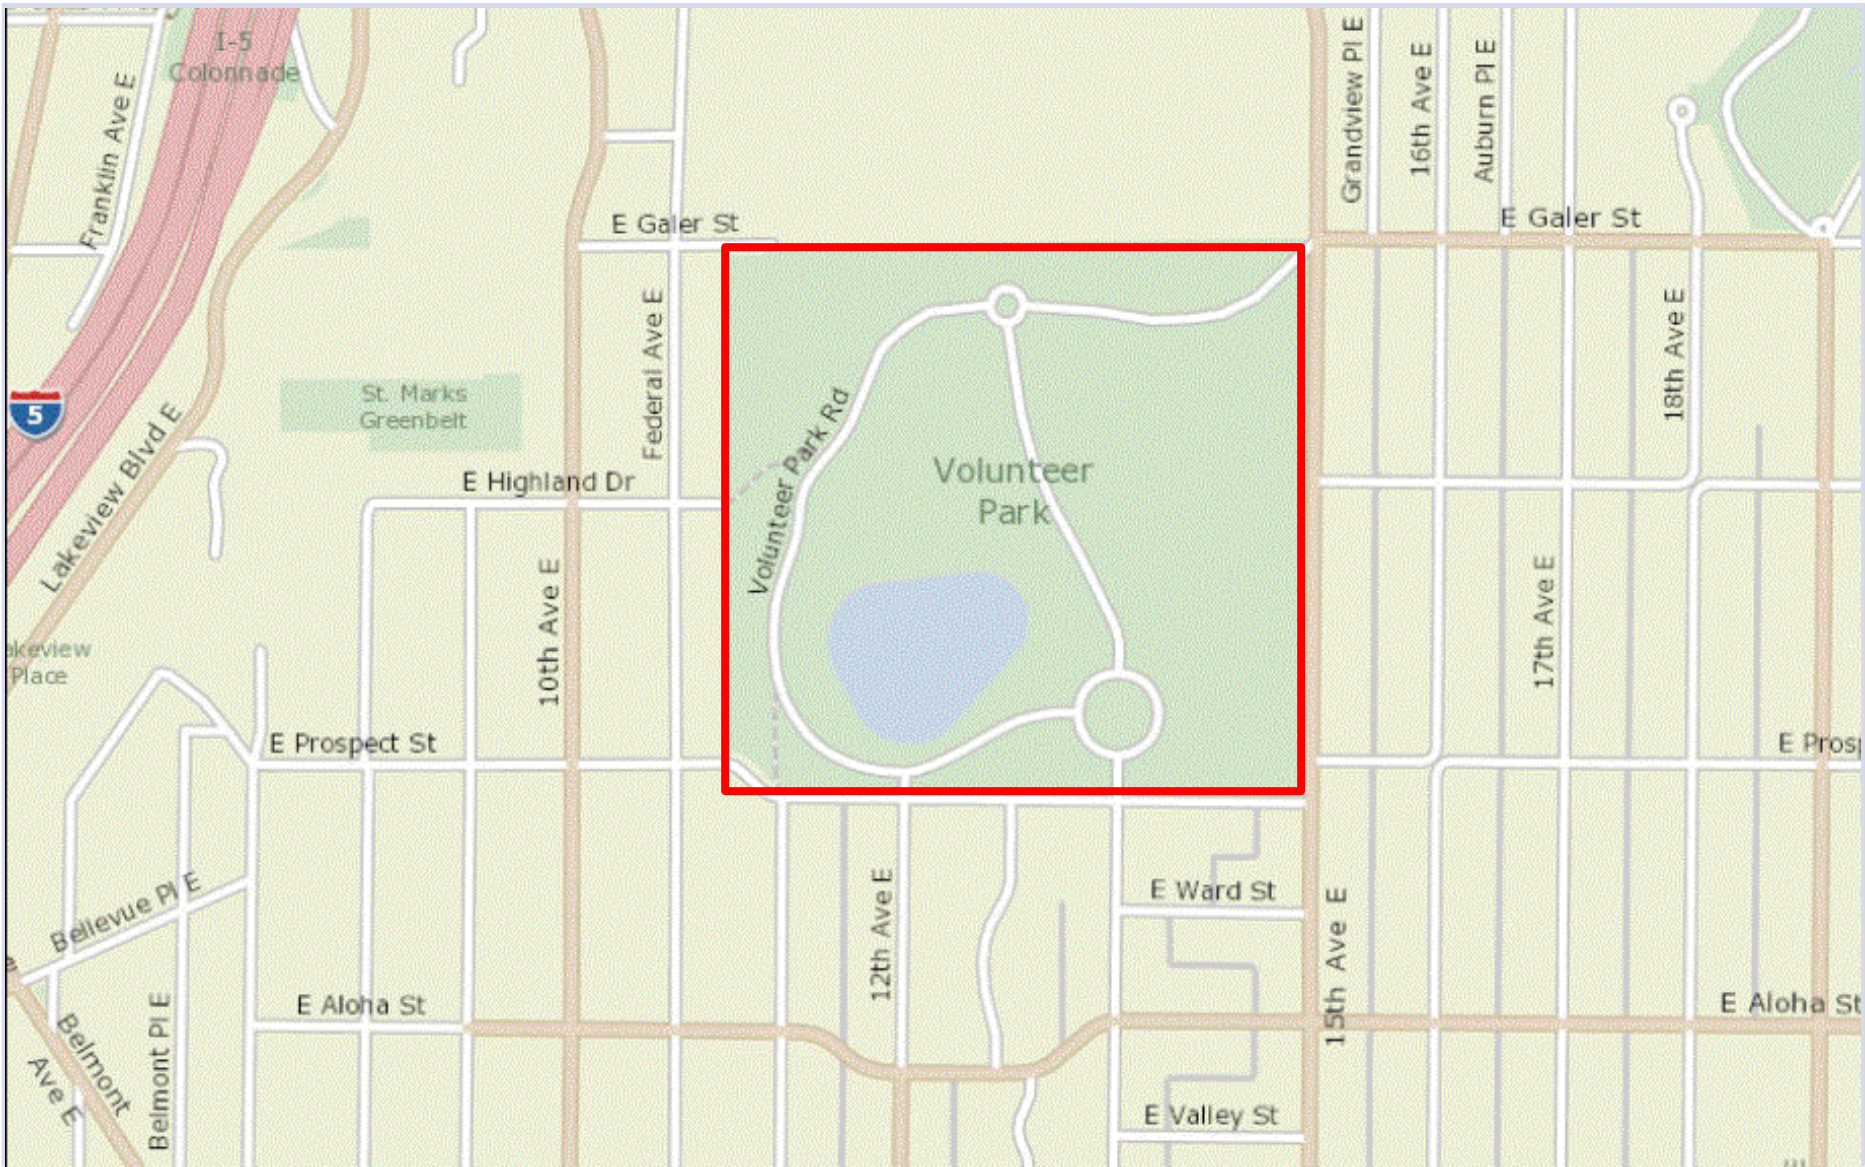 I-5
Colonnade
Franklin Ave E
Grandview Pl E
16th Ave E
Auburn Pl E
E Galer St
E Galer St
Federal Ave E
18th Ave E
5
St. Marks
Greenbelt
Lakeview Blvd E
Volunteer Park Rd
Volunteer
Park
E Highland Dr
10th Ave E
17th Ave E
akeview
Place
E Prospect St
E Prosp
Bellevue Pl E
12th Ave E
E Ward St
15th Ave E
E Aloha St
E Aloha St
Belmont Pl E
Belmont
Ave E
E Valley St